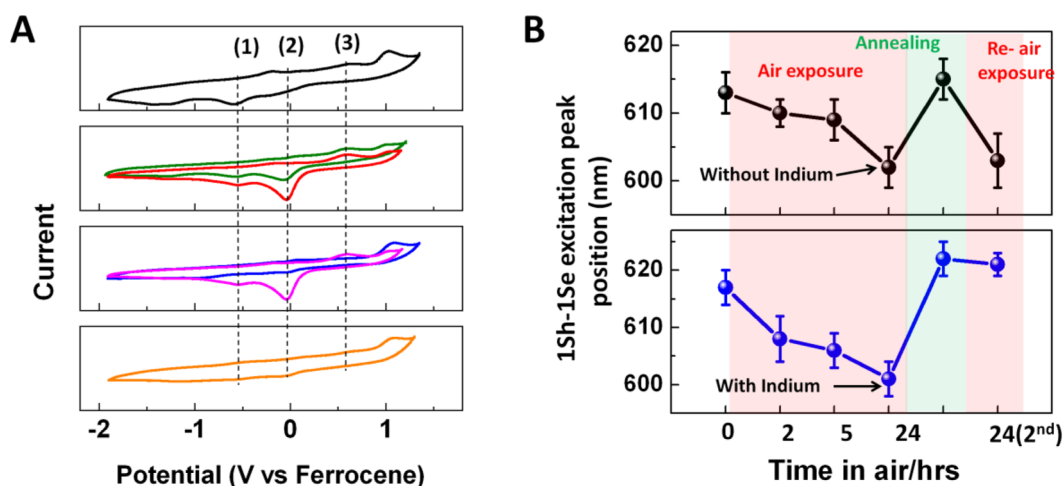 A
(1)
(2)
(3)
Current
-2
-1
0
1
Potential (V vs Ferrocene)
B
1Sh-1Se excitation peak
position (nm)
620
610
600
Air exposure
Annealing
Re- air
exposure
Without Indium
620
610
600
With Indium
0
2
5
24
24(2nd)
Time in air/hrs